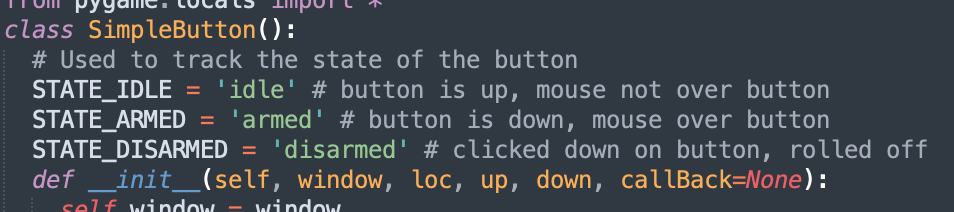 from pygame.locals import *
class SimpleButton():
# Used to track the state of the button
STATE_IDLE = 'idle' # button is up, mouse not over button
STATE_ARMED = 'armed' # button is down, mouse over button
STATE_DISARMED = 'disarmed' # clicked down on button, rolled off
def __init__(self, window, loc, up, down, callBack=None):
self.window = window